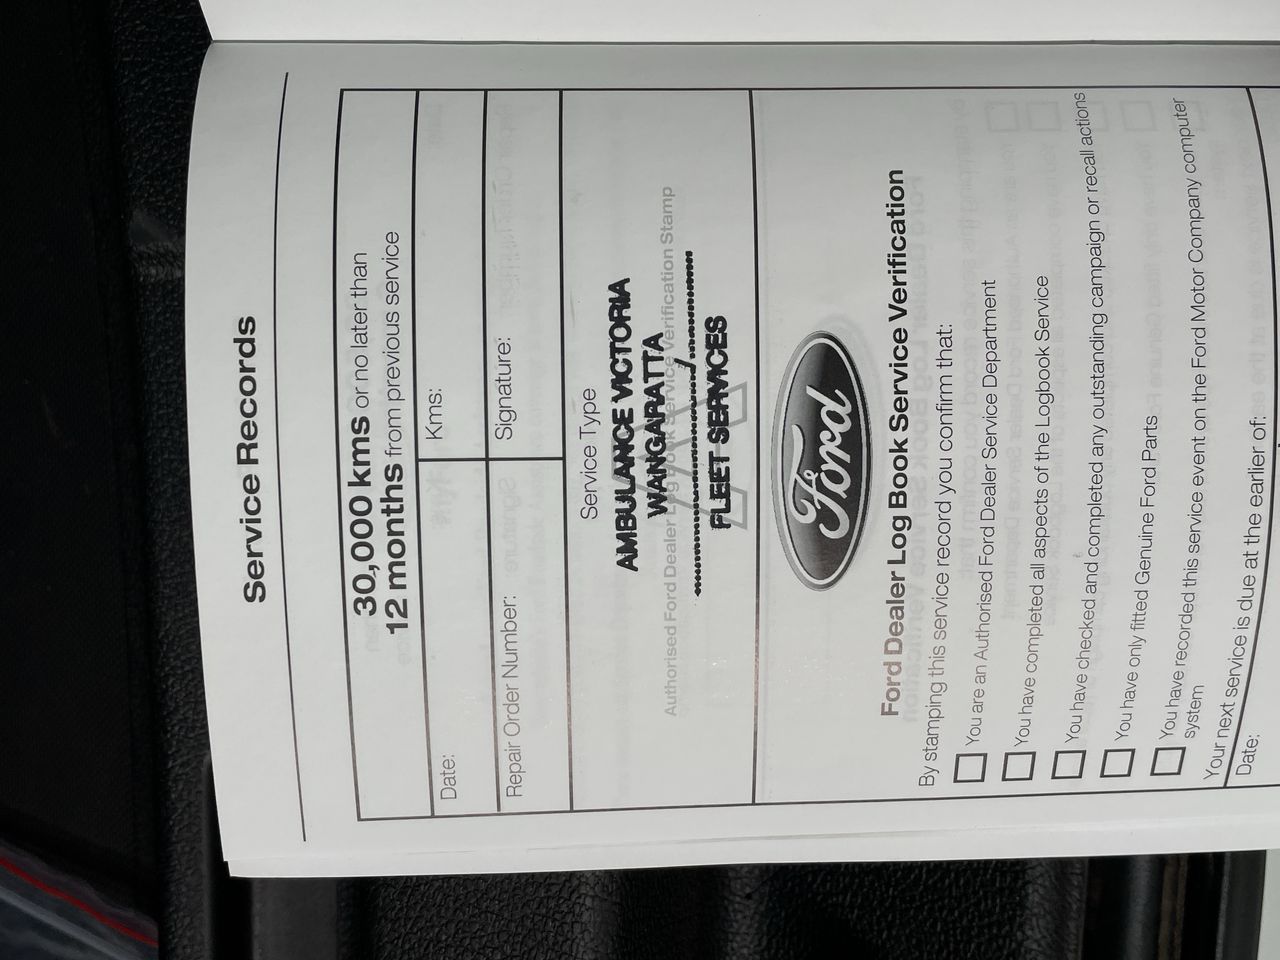 Service Records
30,000 kms or no later than
12 months from previous service
Date:
Kms:
Repair Order Number:
Signature:
Service Type
AMBULANCE VICTORIA
WANGARATTA
Authorised Ford Dealer Log Book Service Verification Stamp
FLEET SERVICES
Ford
Ford Dealer Log Book Service Verification
By stamping this service record you confirm that:
You are an Authorised Ford Dealer Service Department
You have completed all aspects of the Logbook Service
You have checked and completed any outstanding campaign or recall actions
You have only fitted Genuine Ford Parts
You have recorded this service event on the Ford Motor Company computer
system
Your next service is due at the earlier of:
Date: